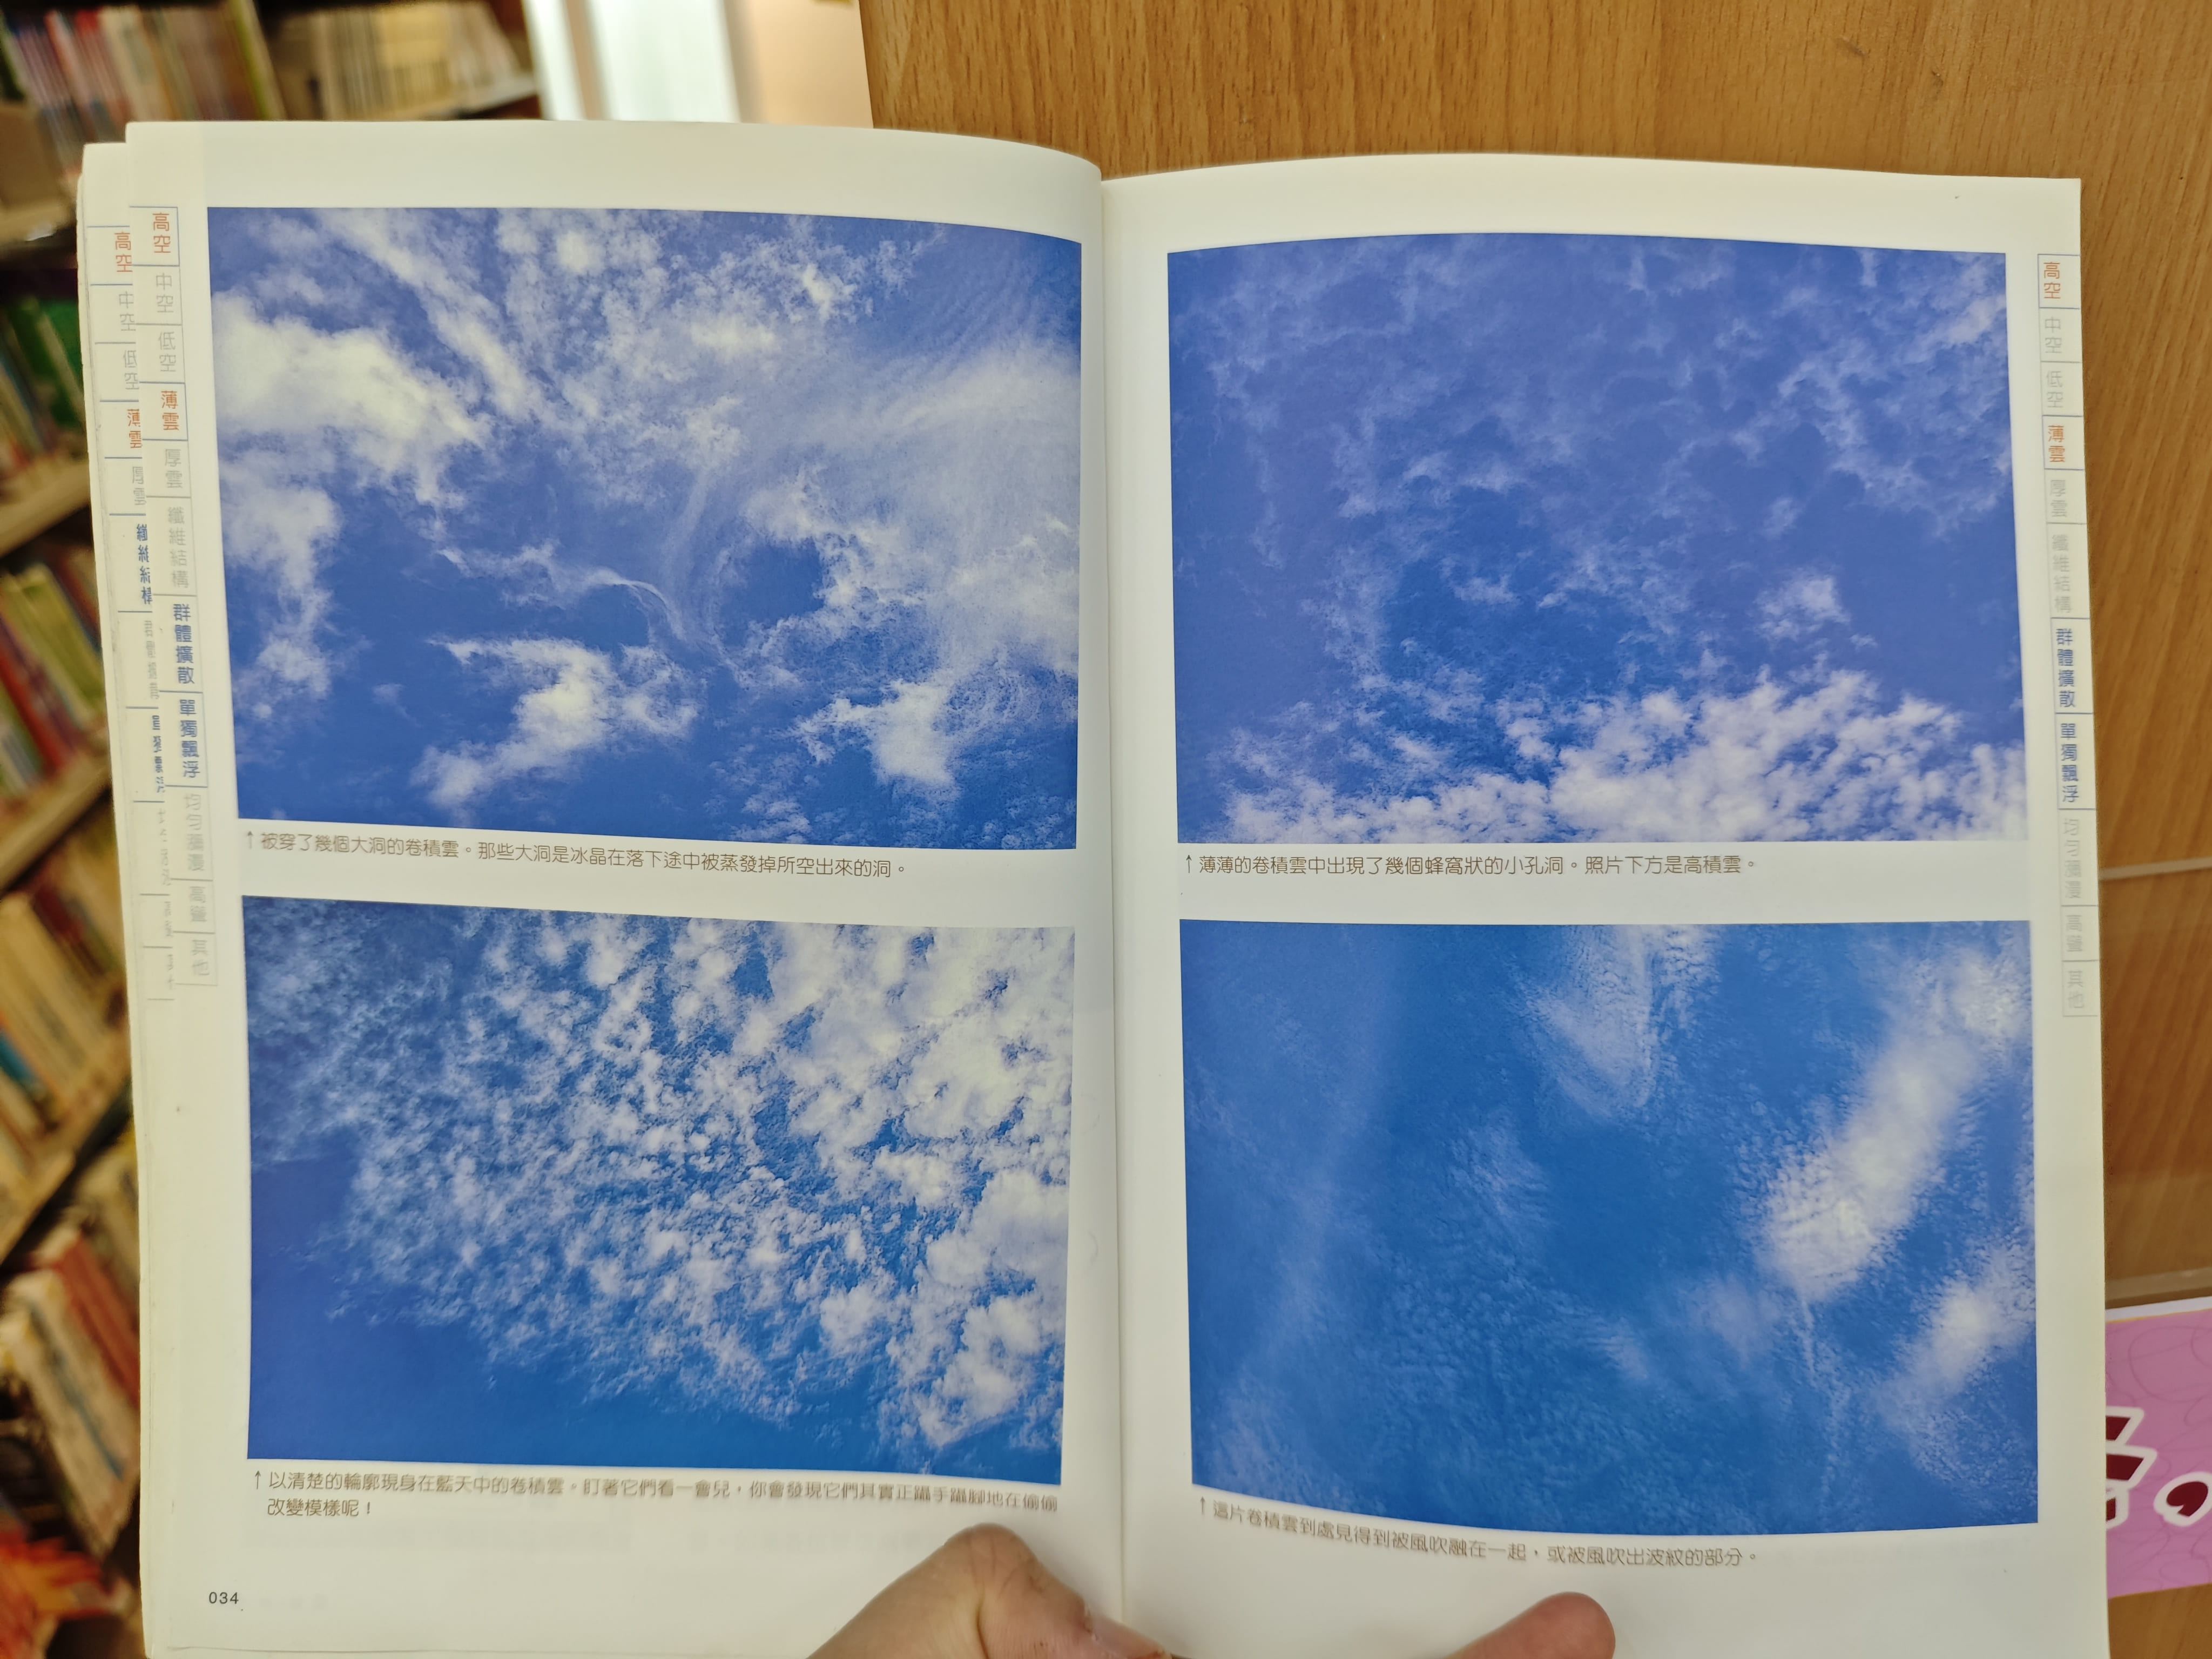 高空
中空
低空
薄雲
高空
中空
低空
薄雲
厚雲
纖維結構
群體擴散
單獨飄浮
其他
↑被穿了幾個大洞的卷積雲。那些大洞是冰晶在落下途中被蒸發掉所空出來的洞。
↑以清楚的輪廓現身在藍天中的卷積雲。盯著它們看一會兒，你會發現它們其實正躡手躡腳地在偷偷
改變模樣呢！
034
↑薄薄的卷積雲中出現了幾個蜂窩狀的小孔洞。照片下方是高積雲。
↑這片卷積雲到處見得到被風吹融在一起，或被風吹出波紋的部分。
高空
中空
低空
薄雲
厚雲
纖維結構
群體擴散
單獨飄浮
均勻瀰漫
其他